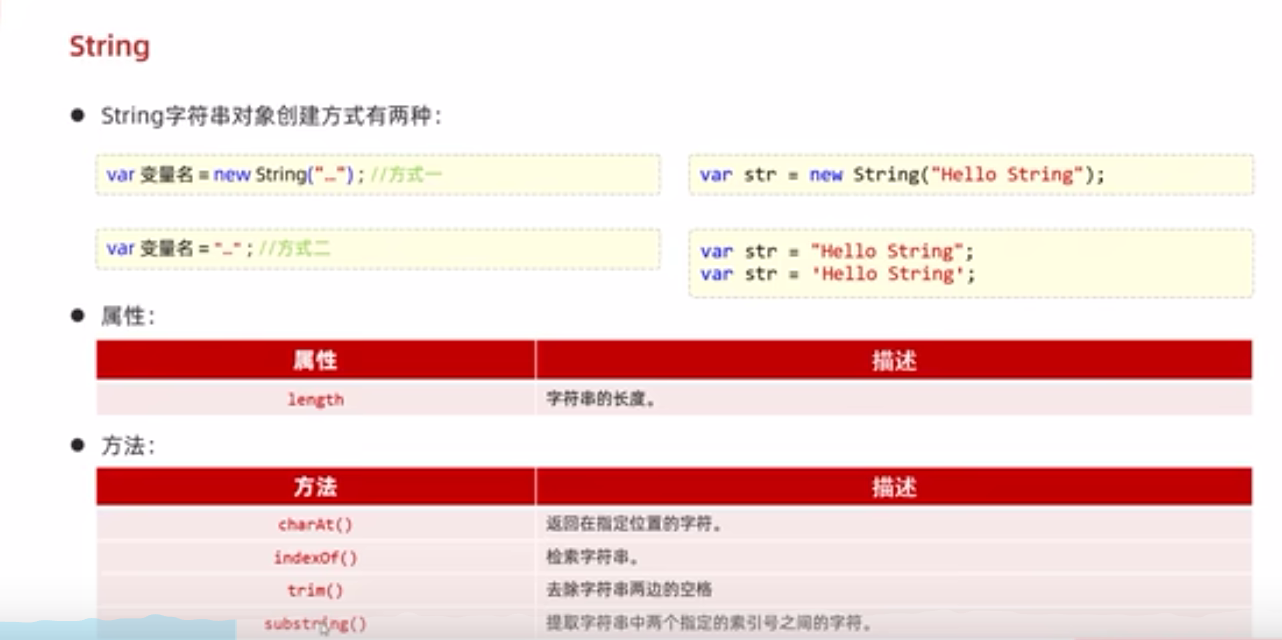 String
● String字符串对象创建方式有两种：
var 变量名 = new String("…") ; //方式一
var str = new String("Hello String");
var 变量名 = "…" ; //方式二
var str = "Hello String";
var str = 'Hello String';
● 属性：
属性 描述
length 字符串的长度。
● 方法：
方法 描述
charAt() 返回在指定位置的字符。
indexOf() 检索字符串。
trim() 去除字符串两边的空格
substring() 提取字符串中两个指定的索引号之间的字符。